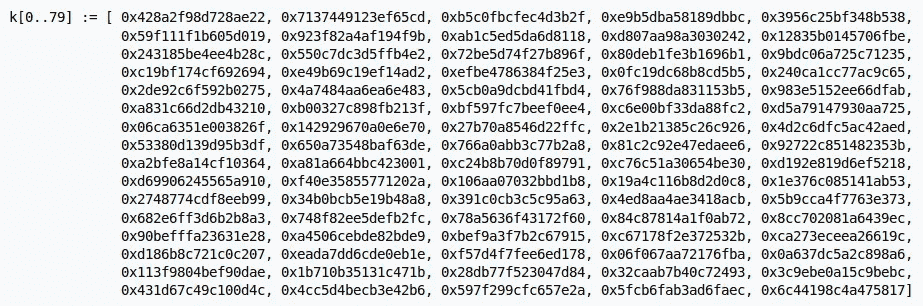 k[0..79] := [ 0x428a2f98d728ae22, 0x7137449123ef65cd, 0xb5c0fbcfec4d3b2f, 0xe9b5dba58189dbbc, 0x3956c25bf348b538,
0x59f111f1b605d019, 0x923f82a4af194f9b, 0xab1c5ed5da6d8118, 0xd807aa98a3030242, 0x12835b0145706fbe,
0x243185be4ee4b28c, 0x550c7dc3d5ffb4e2, 0x72be5d74f27b896f, 0x80deb1fe3b1696b1, 0x9bdc06a725c71235,
0xc19bf174cf692694, 0xe49b69c19ef14ad2, 0xefbe4786384f25e3, 0x0fc19dc68b8cd5b5, 0x240ca1cc77ac9c65,
0x2de92c6f592b0275, 0x4a7484aa6ea6e483, 0x5cb0a9dcbd41fbd4, 0x76f988da831153b5, 0x983e5152ee66dfab,
0xa831c66d2db43210, 0xb00327c898fb213f, 0xbf597fc7beef0ee4, 0xc6e00bf33da88fc2, 0xd5a79147930aa725,
0x06ca6351e003826f, 0x142929670a0e6e70, 0x27b70a8546d22ffc, 0x2e1b21385c26c926, 0x4d2c6dfc5ac42aed,
0x53380d139d95b3df, 0x650a73548baf63de, 0x766a0abb3c77b2a8, 0x81c2c92e47edaee6, 0x92722c851482353b,
0xa2bfe8a14cf10364, 0xa81a664bbc423001, 0xc24b8b70d0f89791, 0xc76c51a30654be30, 0xd192e819d6ef5218,
0xd69906245565a910, 0xf40e35855771202a, 0x106aa07032bbd1b8, 0x19a4c116b8d2d0c8, 0x1e376c085141ab53,
0x2748774cdf8eeb99, 0x34b0bcb5e19b48a8, 0x391c0cb3c5c95a63, 0x4ed8aa4ae3418acb, 0x5b9cca4f7763e373,
0x682e6ff3d6b2b8a3, 0x748f82ee5defb2fc, 0x78a5636f43172f60, 0x84c87814a1f0ab72, 0x8cc702081a6439ec,
0x90befffa23631e28, 0xa4506cebde82bde9, 0xbef9a3f7b2c67915, 0xc67178f2e372532b, 0xca273eceea26619c,
0xd186b8c721c0c207, 0xeada7dd6cde0eb1e, 0xf57d4f7fee6ed178, 0x06f067aa72176fba, 0x0a637dc5a2c898a6,
0x113f9804bef90dae, 0x1b710b35131c471b, 0x28db77f523047d84, 0x32caab7b40c72493, 0x3c9ebe0a15c9bebc,
0x431d67c49c100d4c, 0x4cc5d4becb3e42b6, 0x597f299cfc657e2a, 0x5fcb6fab3ad6faec, 0x6c44198c4a475817]